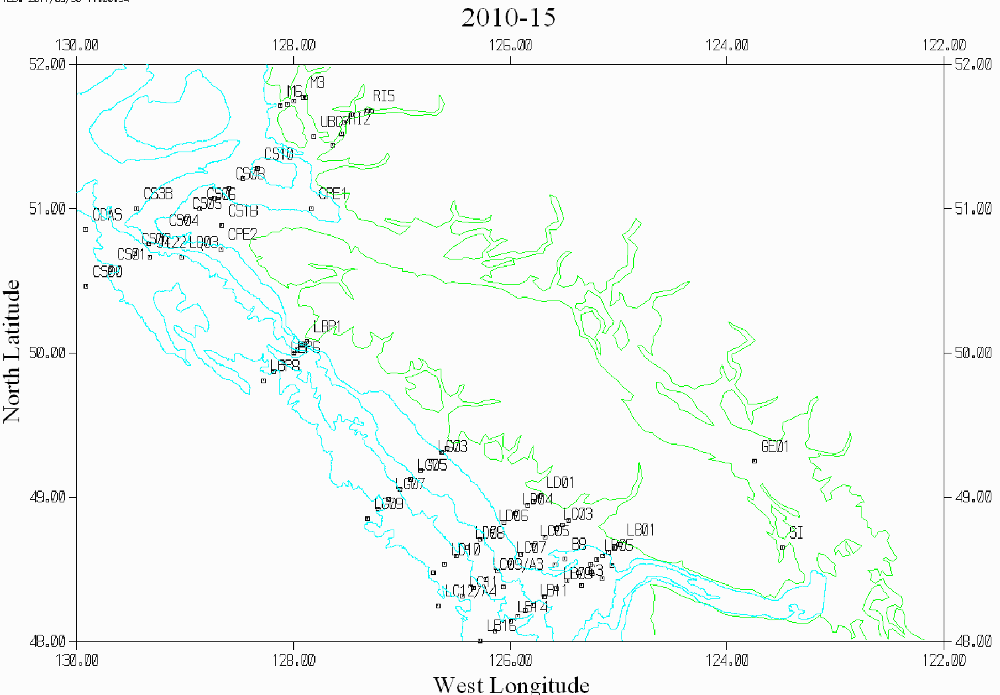 2010-15
130.00 128.00 126.00 124.00 122.00
52.00 52.00
M3
M6
RI5
UBC7 RI2
CS10
CS08
CS3B CS06 CPE1
CS05
51.00 51.00
ODAS CS1B
CS04
CPE2
LQ03
CS01
CS00
LBP1
50.00 50.00
LBP6
LBP8
LG03 GE01
LG05
LG07 LD01
49.00 49.00
LG09 LD04
LD06 LC03
LD08 LC05 LB01 SI
LD10 LC07 B8 LB05
LC09/A3 LB09
LC11
LC12/A4 LB11
LB14
LB16
48.00 48.00
130.00 128.00 126.00 124.00 122.00
North Latitude
West Longitude